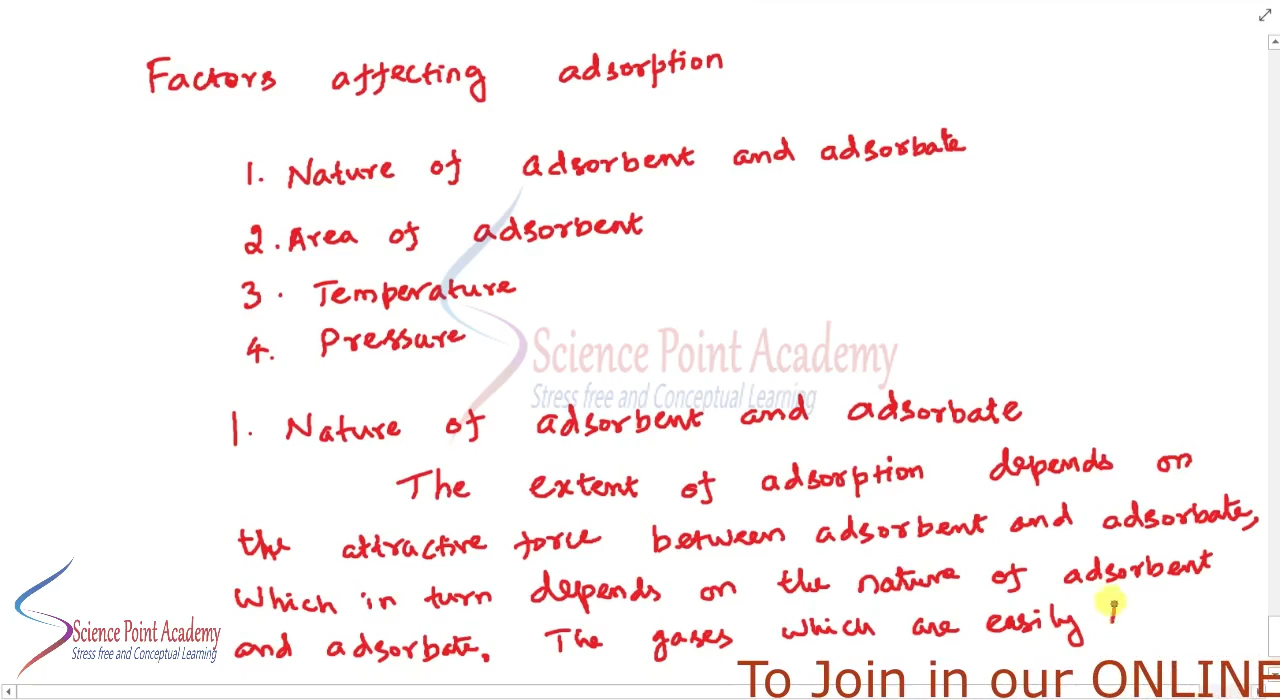 Factors affecting adsorption
1. Nature of adsorbent and adsorbate
2. Area of adsorbent
3. Temperature
4. Pressure
Science Point Academy
Stress free and Conceptual Learning
1. Nature of adsorbent and adsorbate
The extent of adsorption depends on
the attractive force between adsorbent and adsorbate,
which in turn depends on the nature of adsorbent
and adsorbate. The gases which are easily
Science Point Academy
Stress free and Conceptual Learning
To Join in our ONLINE